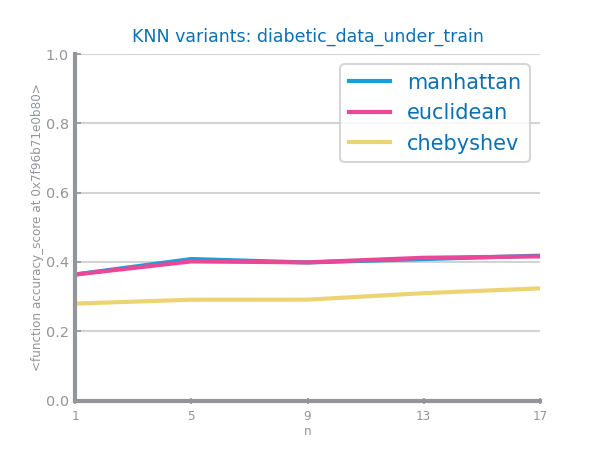 KNN variants: diabetic_data_under_train
<function accuracy_score at 0x7f96b71e0b80>
1.0
0.8
0.6
0.4
0.2
0.0
manhattan
euclidean
chebyshev
1 5 9 13 17
n